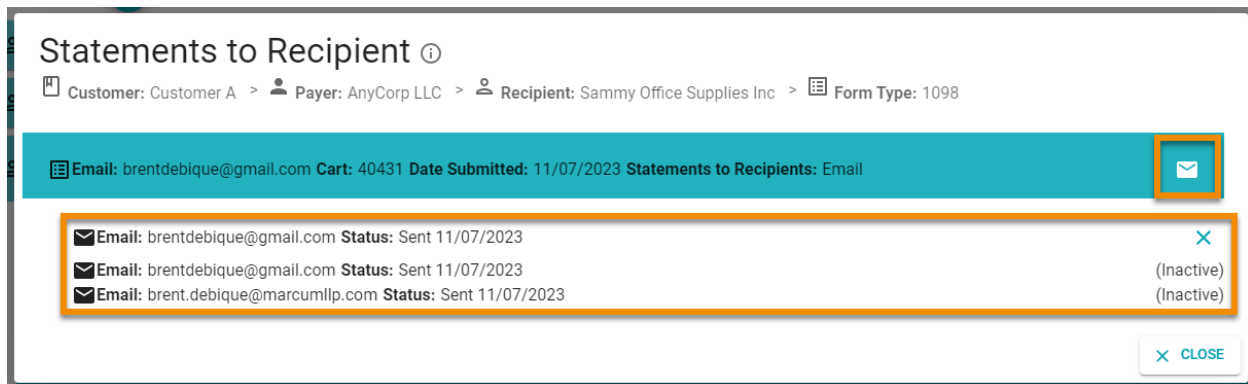 Statements to Recipient
Customer: Customer A > Payer: AnyCorp LLC > Recipient: Sammy Office Supplies Inc > Form Type: 1098
Email: brentdebique@gmail.com Cart: 40431 Date Submitted: 11/07/2023 Statements to Recipients: Email
Email: brentdebique@gmail.com Status: Sent 11/07/2023
Email: brentdebique@gmail.com Status: Sent 11/07/2023 (Inactive)
Email: brent.debique@marcumllp.com Status: Sent 11/07/2023 (Inactive)
CLOSE